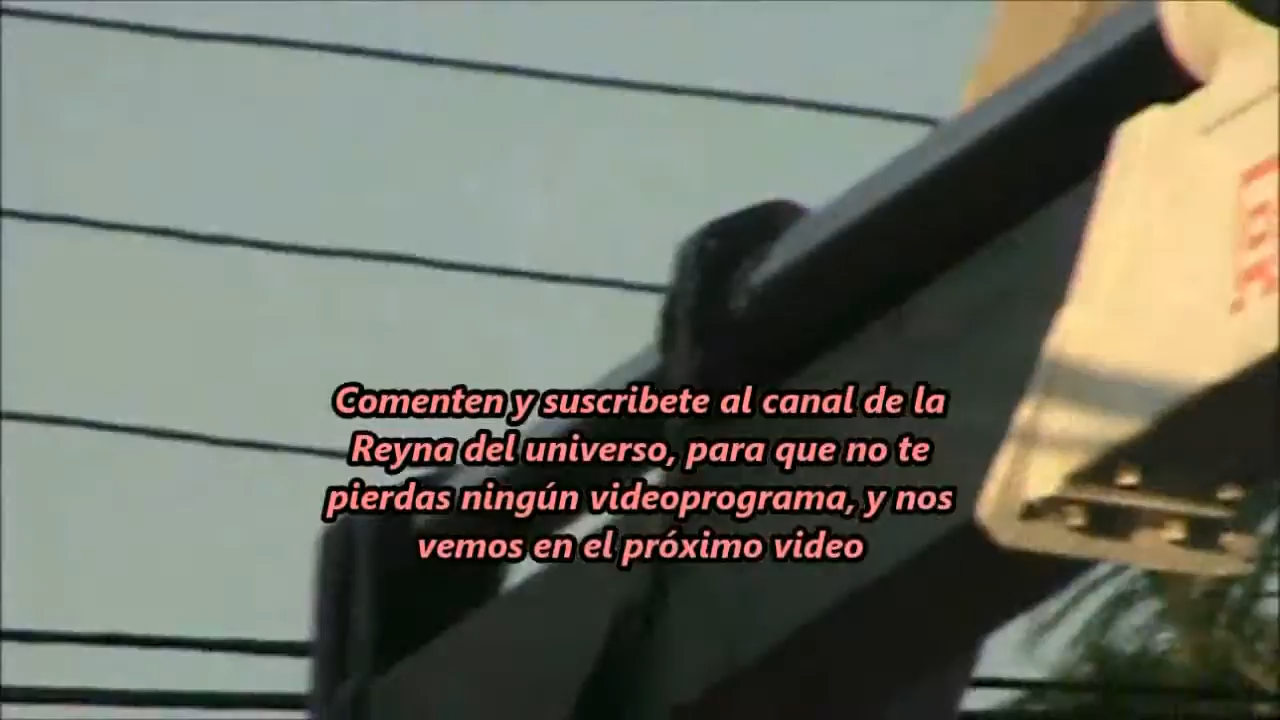 Comenten y suscribete al canal de la
Reyna del universo, para que no te
pierdas ningún videoprograma, y nos
vemos en el próximo video